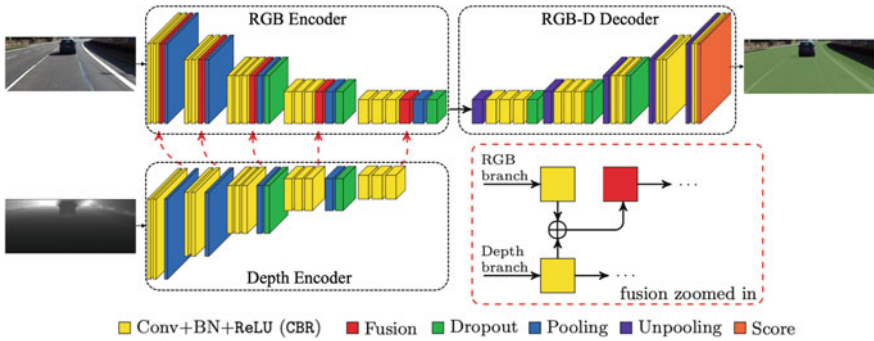 RGB Encoder
RGB-D Decoder
RGB
branch
Depth
branch
...
...
fusion zoomed in
Depth Encoder
Conv+BN+ReLU (CBR) Fusion Dropout Pooling Unpooling Score